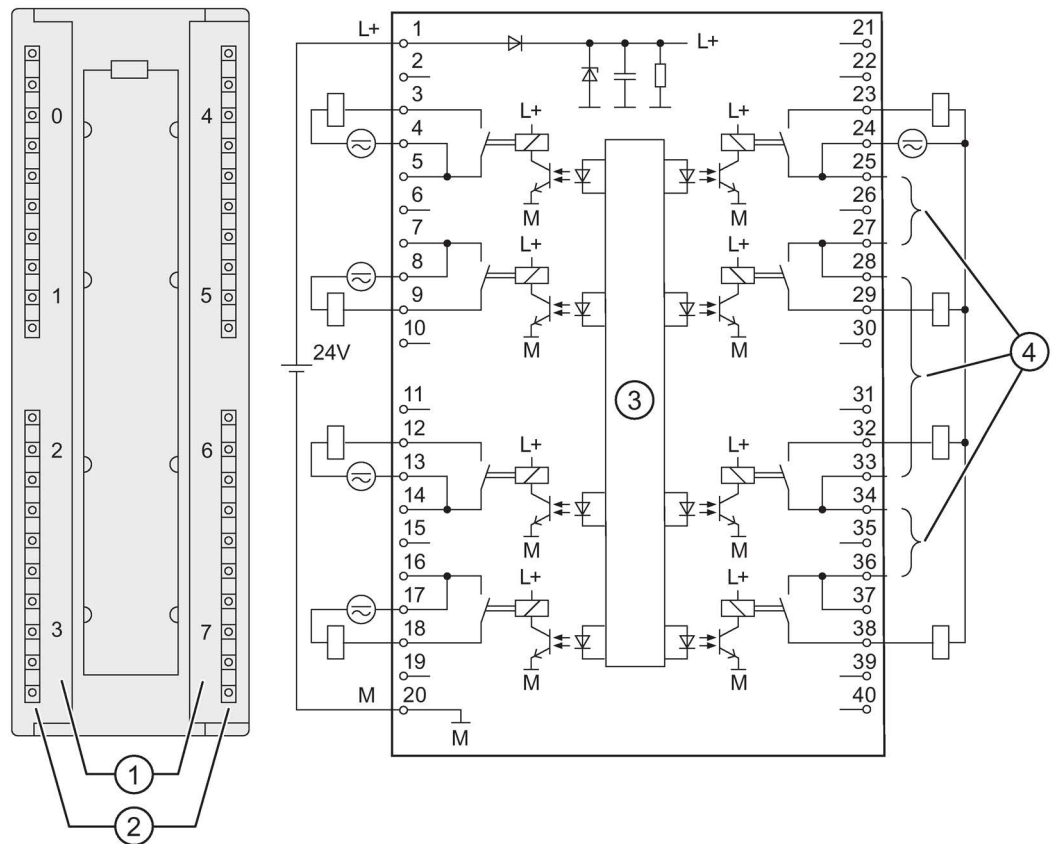 0
4
1
5
2
6
3
7
1
2
L+ 1 L+ 21
2 22
3 L+ L+ 23
4 24
5 25
M M
6 26
7 L+ L+ 27
8 28
9 29
10 M M 30
24V
3
4
11 31
12 L+ L+ 32
13 33
14 34
15 M M 35
16 L+ L+ 36
17 37
18 38
19 M M 39
M 20 40
M